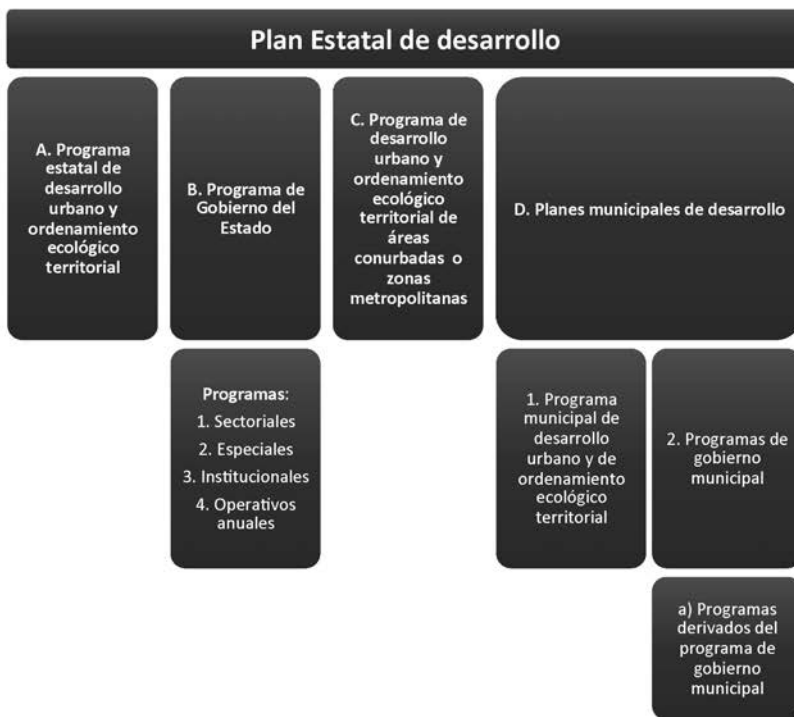 Plan Estatal de desarrollo
A. Programa
estatal de
desarrollo
urbano y
ordenamiento
ecológico
territorial
B. Programa de
Gobierno del
Estado
C. Programa de
desarrollo
urbano y
ordenamiento
ecológico
territorial de
áreas
conurbadas o
zonas
metropolitanas
D. Planes municipales de desarrollo
Programas:
1. Sectoriales
2. Especiales
3. Institucionales
4. Operativos
anuales
1. Programa
municipal de
desarrollo
urbano y de
ordenamiento
ecológico
territorial
2. Programas de
gobierno
municipal
a) Programas
derivados del
programa de
gobierno
municipal